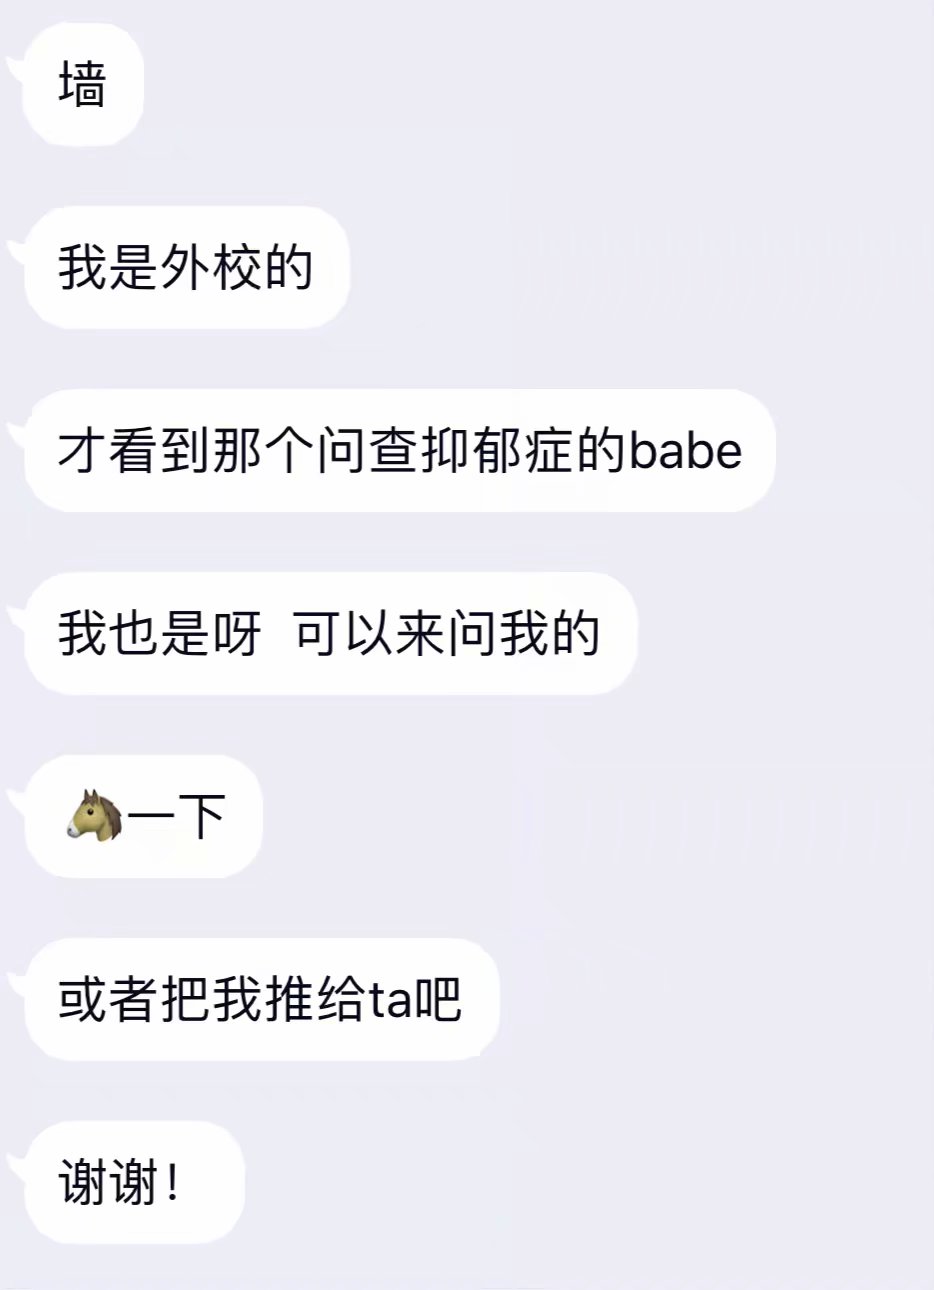 墙
我是外校的
才看到那个问查抑郁症的babe
我也是呀 可以来问我的
🐴一下
或者把我推给ta吧
谢谢！